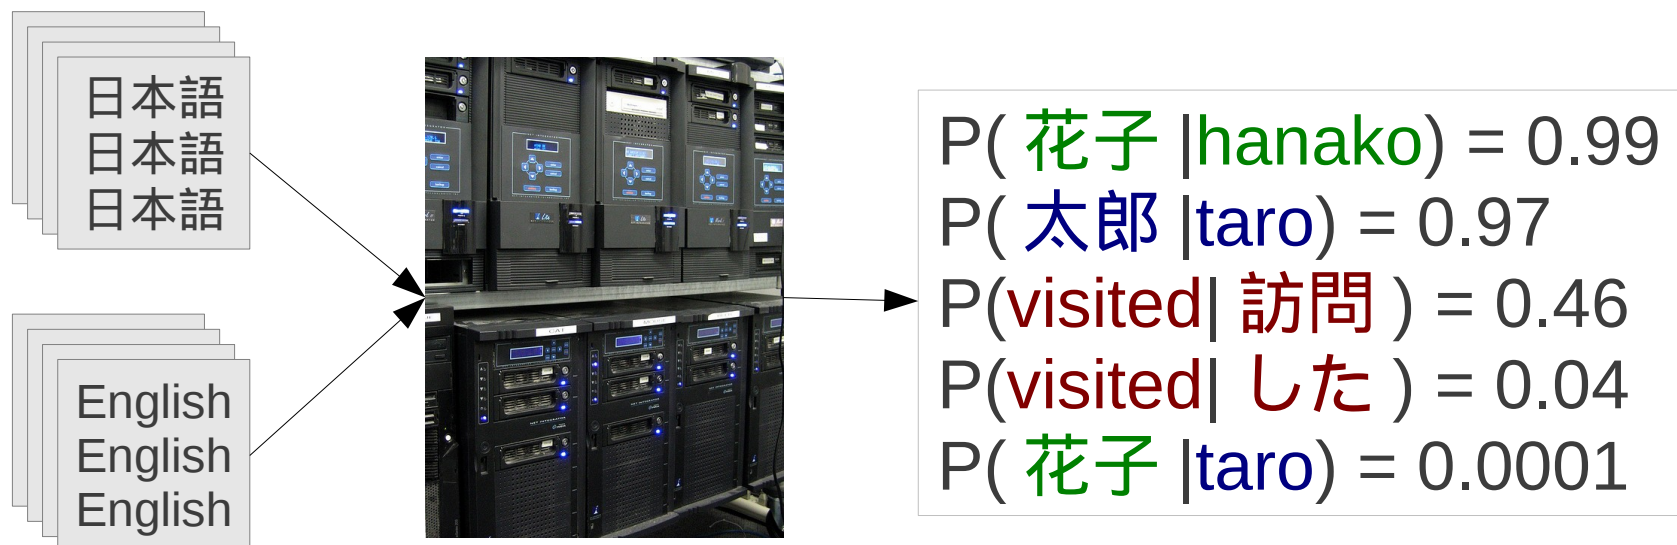 日本語
日本語
日本語
English
English
English
P( 花子 |hanako) = 0.99
P( 太郎 |taro) = 0.97
P(visited| 訪問 ) = 0.46
P(visited| した ) = 0.04
P( 花子 |taro) = 0.0001